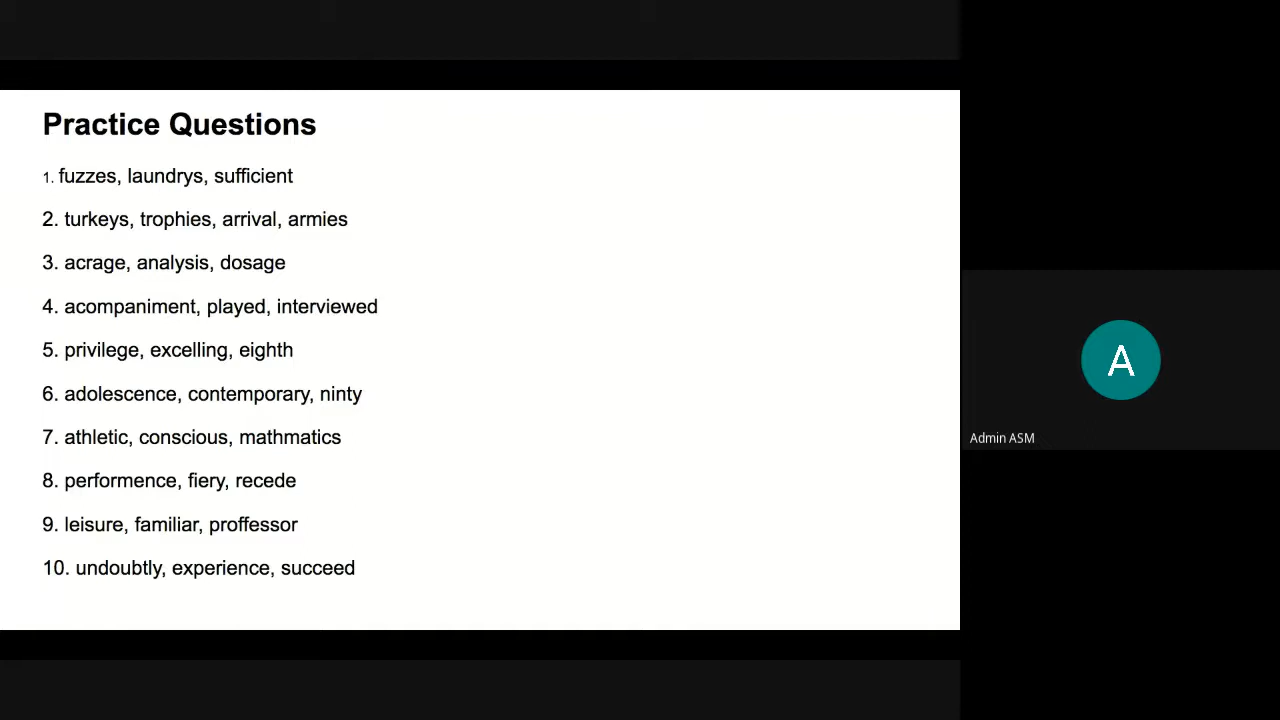 Practice Questions
1. fuzzes, laundrys, sufficient
2. turkeys, trophies, arrival, armies
3. acrage, analysis, dosage
4. acompaniment, played, interviewed
5. privilege, excelling, eighth
6. adolescence, contemporary, ninty
7. athletic, conscious, mathmatics
8. performence, fiery, recede
9. leisure, familiar, proffessor
10. undoubtly, experience, succeed
A
Admin ASM